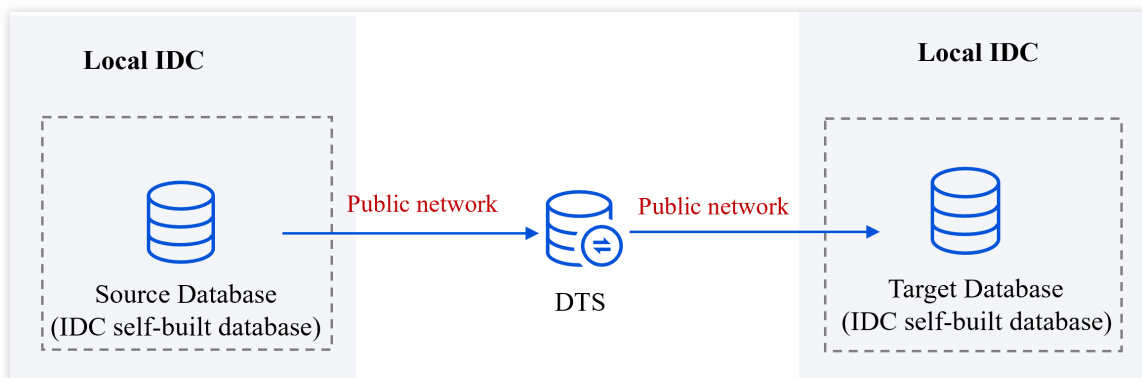 Local IDC
Local IDC
Public network
Public network
Source Database
(IDC self-built database)
DTS
Target Database
(IDC self-built database)